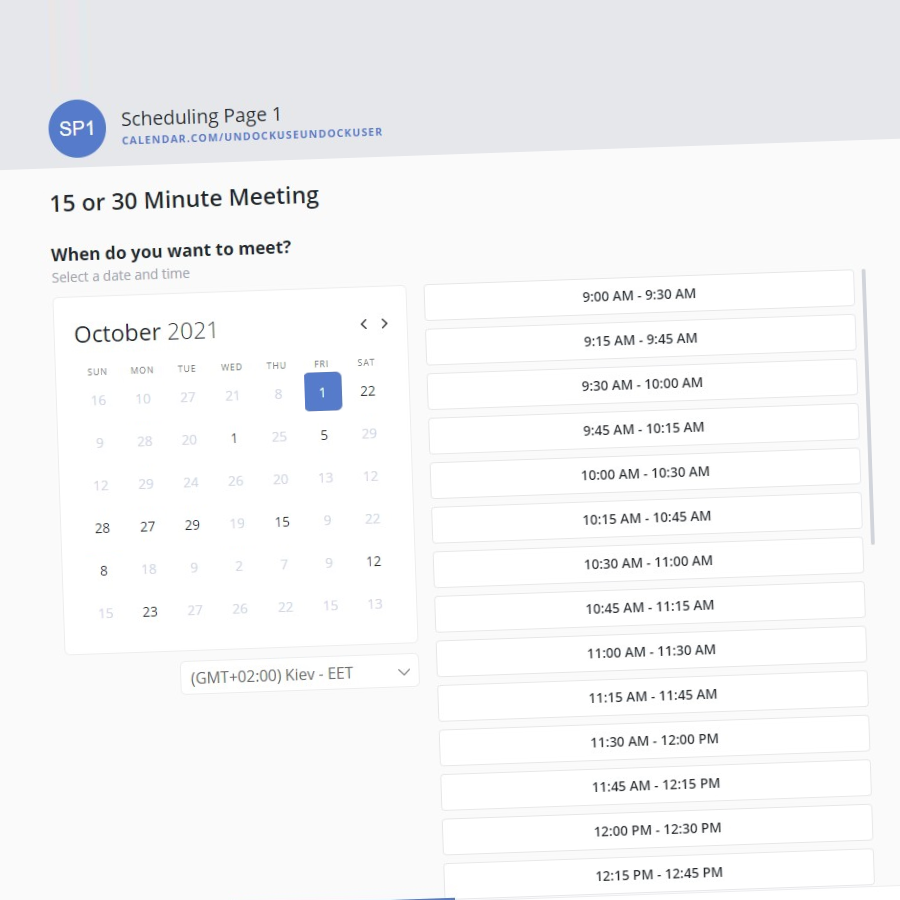 SP1
Scheduling Page 1
CALENDAR.COM/UNDOCKUSEUNDOCKUSER
15 or 30 Minute Meeting
When do you want to meet?
Select a date and time
October 2021
SUN MON TUE WED THU FRI SAT
16 10 27 21 8 1 22
9 28 20 1 25 5 29
12 29 24 26 20 13 12
28 27 29 19 15 9 22
8 18 9 2 7 9 12
15 23 27 26 22 15 13
(GMT+02:00) Kiev - EET
9:00 AM - 9:30 AM
9:15 AM - 9:45 AM
9:30 AM - 10:00 AM
9:45 AM - 10:15 AM
10:00 AM - 10:30 AM
10:15 AM - 10:45 AM
10:30 AM - 11:00 AM
10:45 AM - 11:15 AM
11:00 AM - 11:30 AM
11:15 AM - 11:45 AM
11:30 AM - 12:00 PM
11:45 AM - 12:15 PM
12:00 PM - 12:30 PM
12:15 PM - 12:45 PM